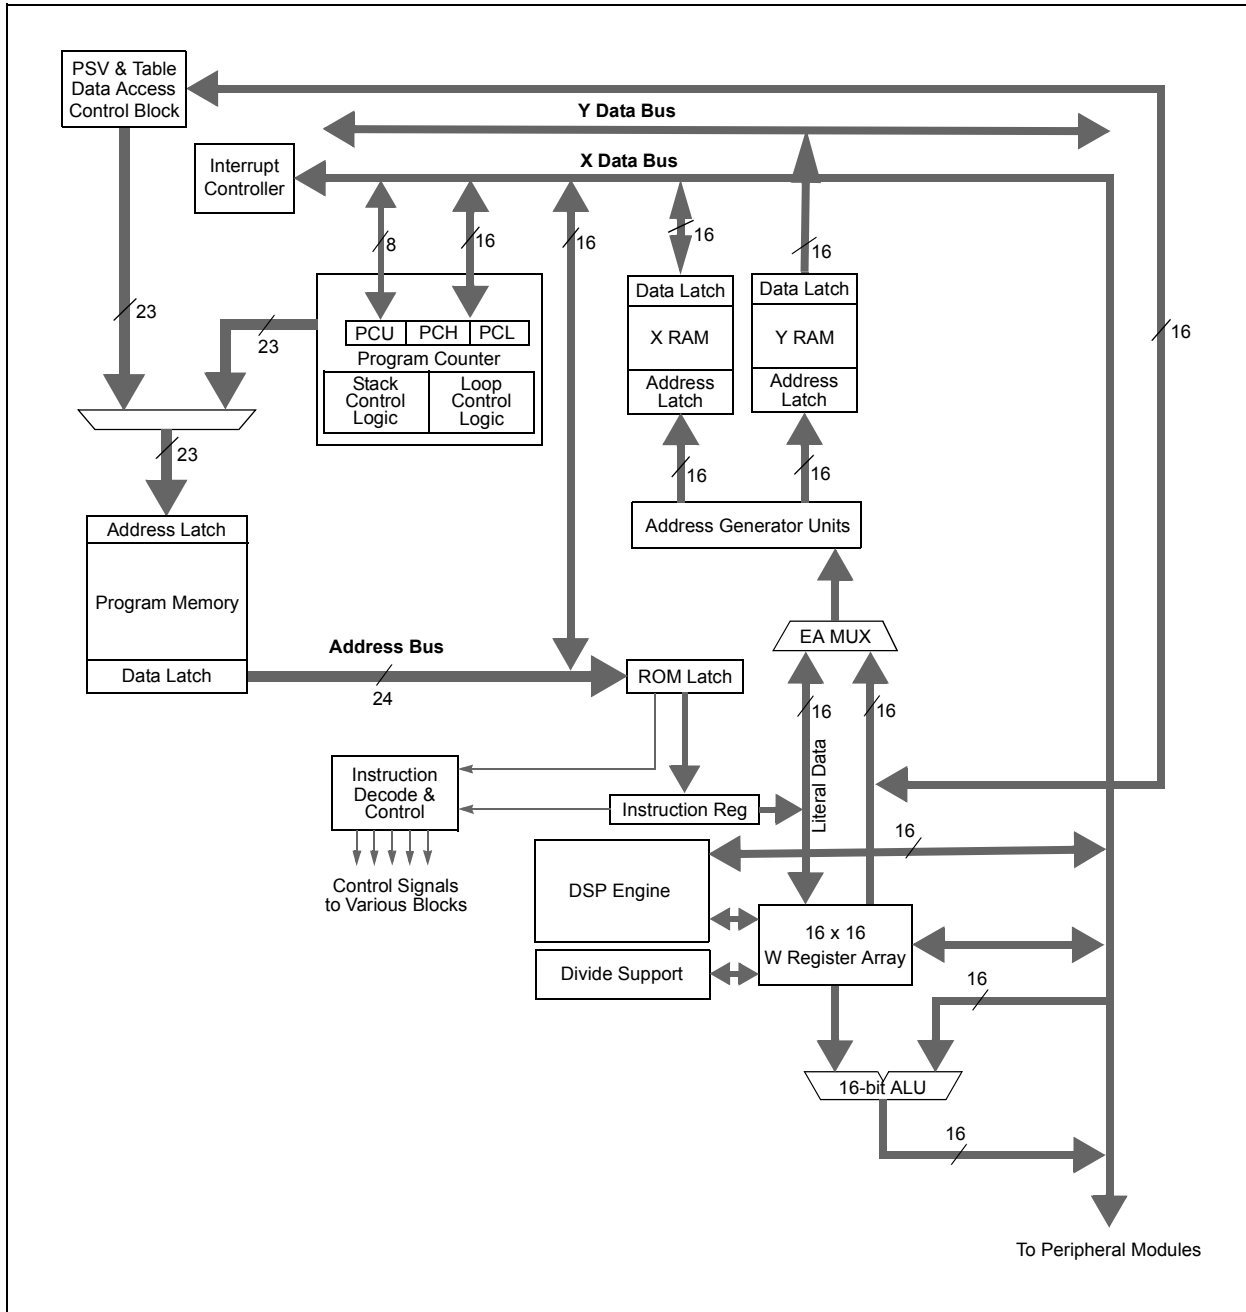 PSV & Table
Data Access
Control Block
Y Data Bus
X Data Bus
Interrupt
Controller
8
16
16
16
16
23
23
16
Data Latch
X RAM
Address
Latch
Data Latch
Y RAM
Address
Latch
PCU
PCH
PCL
Program Counter
Stack
Control
Logic
Loop
Control
Logic
23
16
16
Address Latch
Program Memory
Data Latch
Address Generator Units
EA MUX
Address Bus
24
ROM Latch
16
16
Literal Data
Instruction
Decode &
Control
Instruction Reg
Control Signals
to Various Blocks
16
DSP Engine
16 x 16
W Register Array
Divide Support
16
16-bit ALU
16
To Peripheral Modules